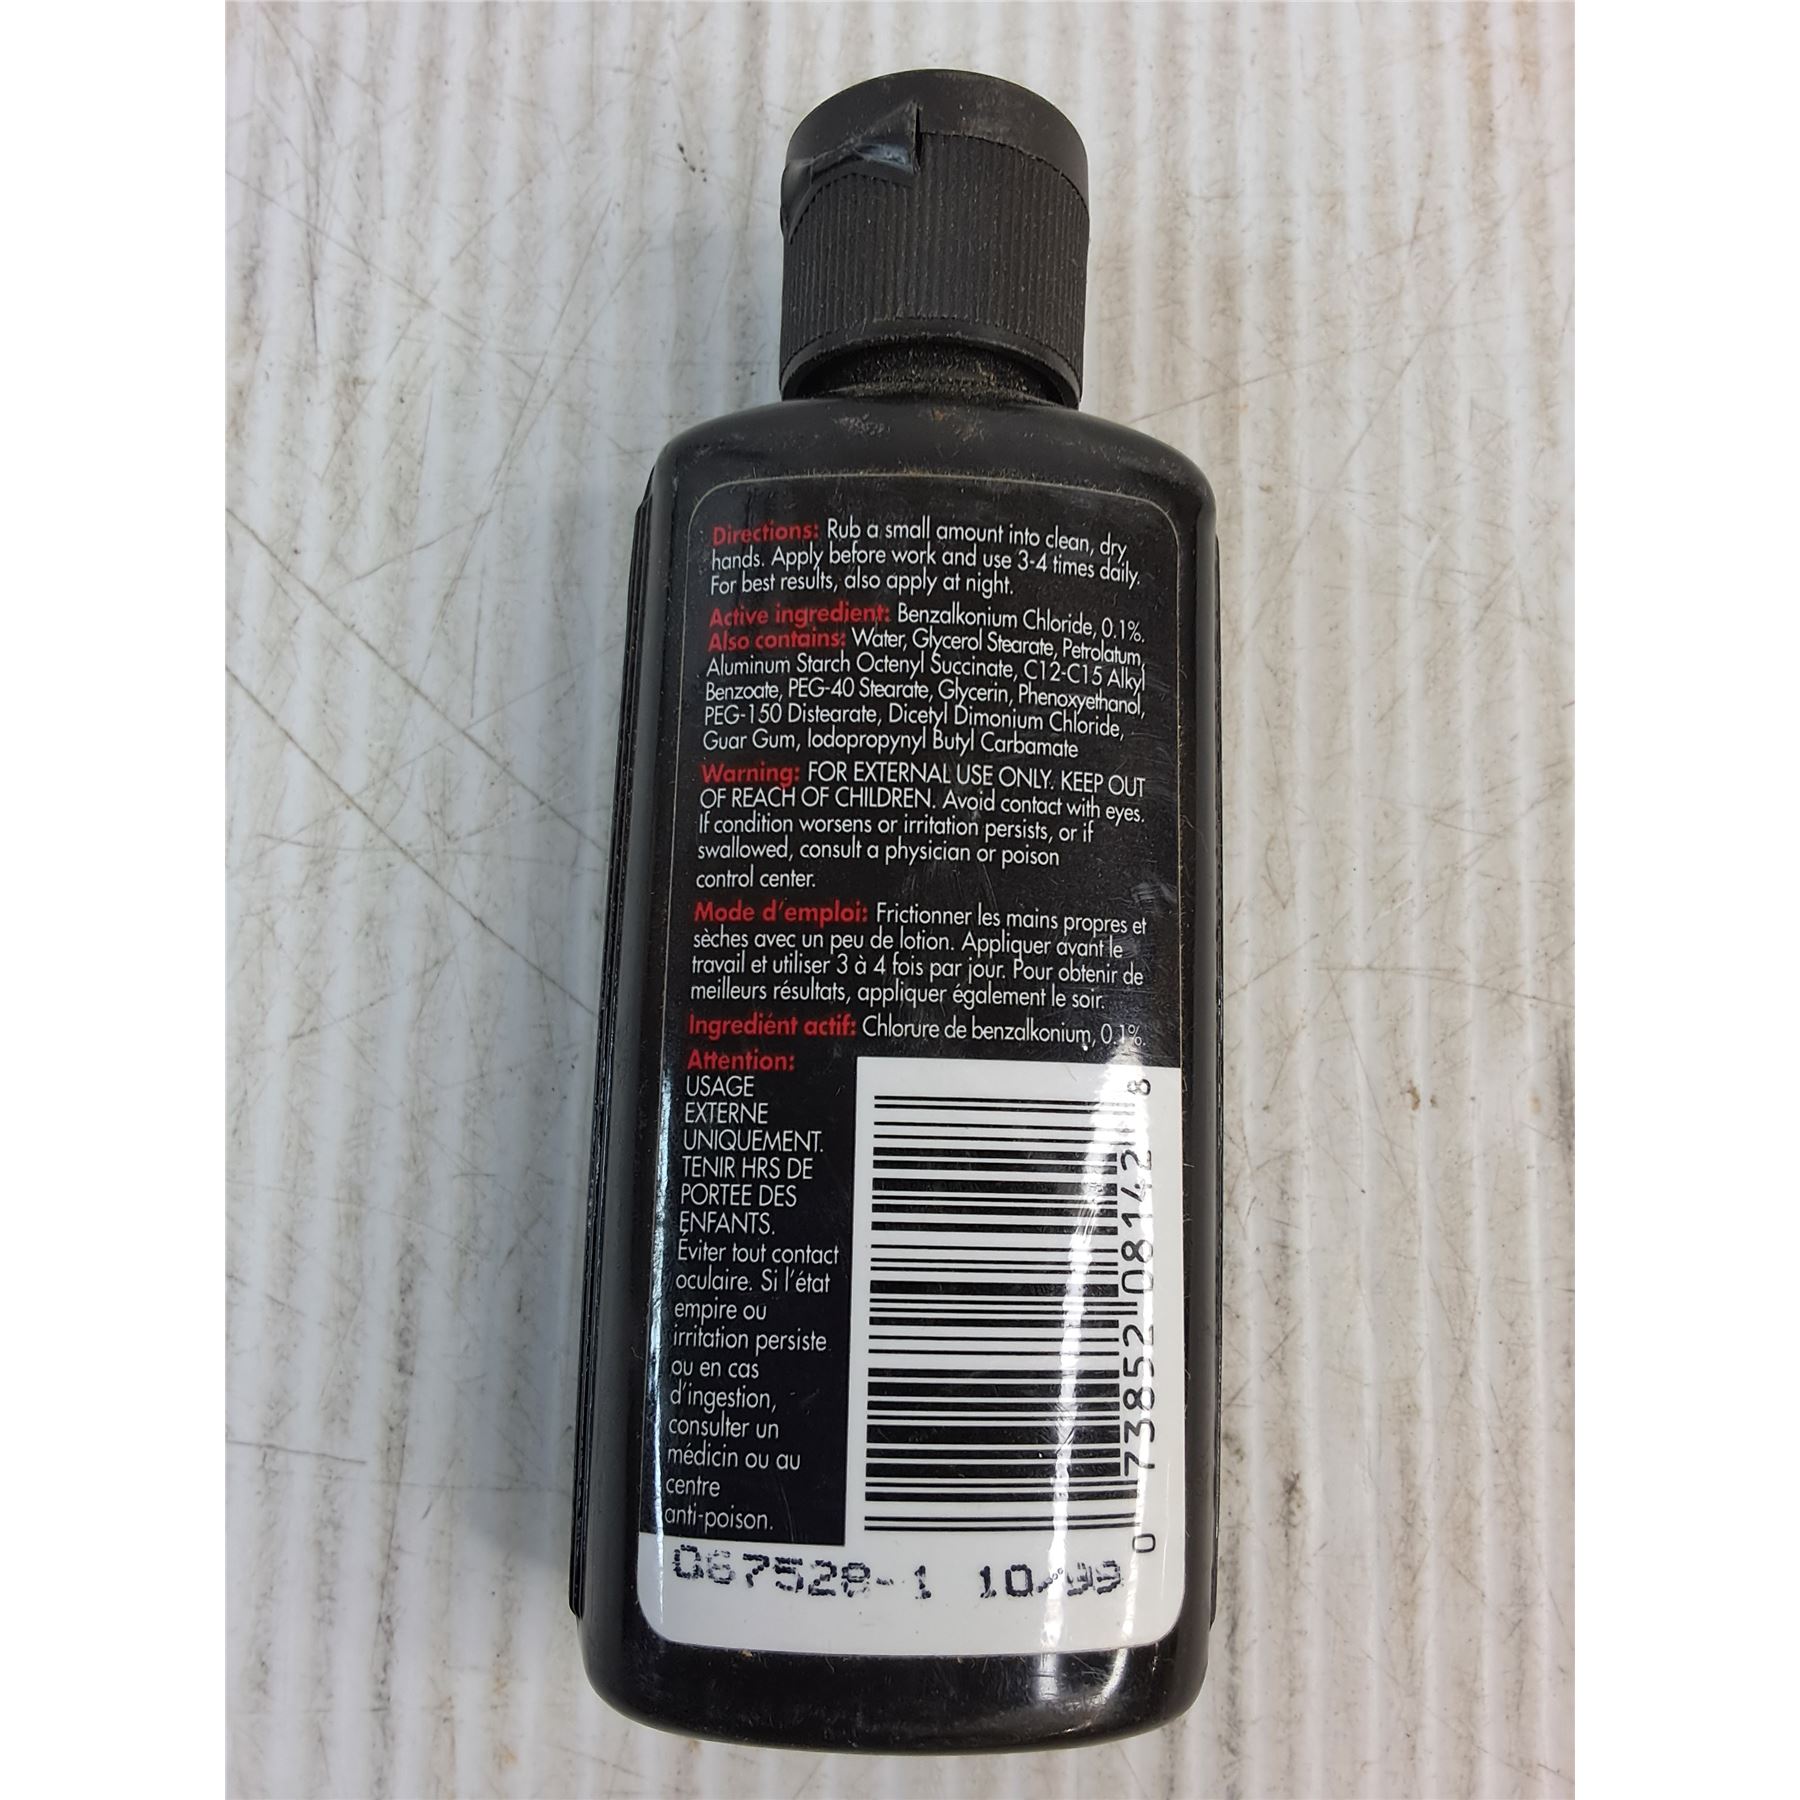 Directions: Rub a small amount into clean, dry
hands. Apply before work and use 3-4 times daily.
For best results, also apply at night.
Active ingredient: Benzalkonium Chloride, 0.1%.
Also contains: Water, Glycerol Stearate, Petrolatum,
Aluminum Starch Octenyl Succinate, C12-C15 Alkyl
Benzoate, PEG-40 Stearate, Glycerin, Phenoxyethanol,
PEG-150 Distearate, Dicetyl Dimonium Chloride,
Guar Gum, Iodopropynyl Butyl Carbamate
Warning: FOR EXTERNAL USE ONLY. KEEP OUT
OF REACH OF CHILDREN. Avoid contact with eyes.
If condition worsens or irritation persists, or if
swallowed, consult a physician or poison
control center.
Mode d'emploi: Frictionner les mains propres et
sèches avec un peu de lotion. Appliquer avant le
travail et utiliser 3 à 4 fois par jour. Pour obtenir de
meilleurs résultats, appliquer également le soir.
Ingrediént actif: Chlorure de benzalkonium, 0.1%.
Attention:
USAGE
EXTERNE
UNIQUEMENT.
TENIR HRS DE
PORTEE DES
ENFANTS.
Éviter tout contact
oculaire. Si l'état
empire ou
irritation persiste
ou en cas
d'ingestion,
consulter un
médicin ou au
centre
anti-poison.
0 73852 08142 8
067528-1 10/99